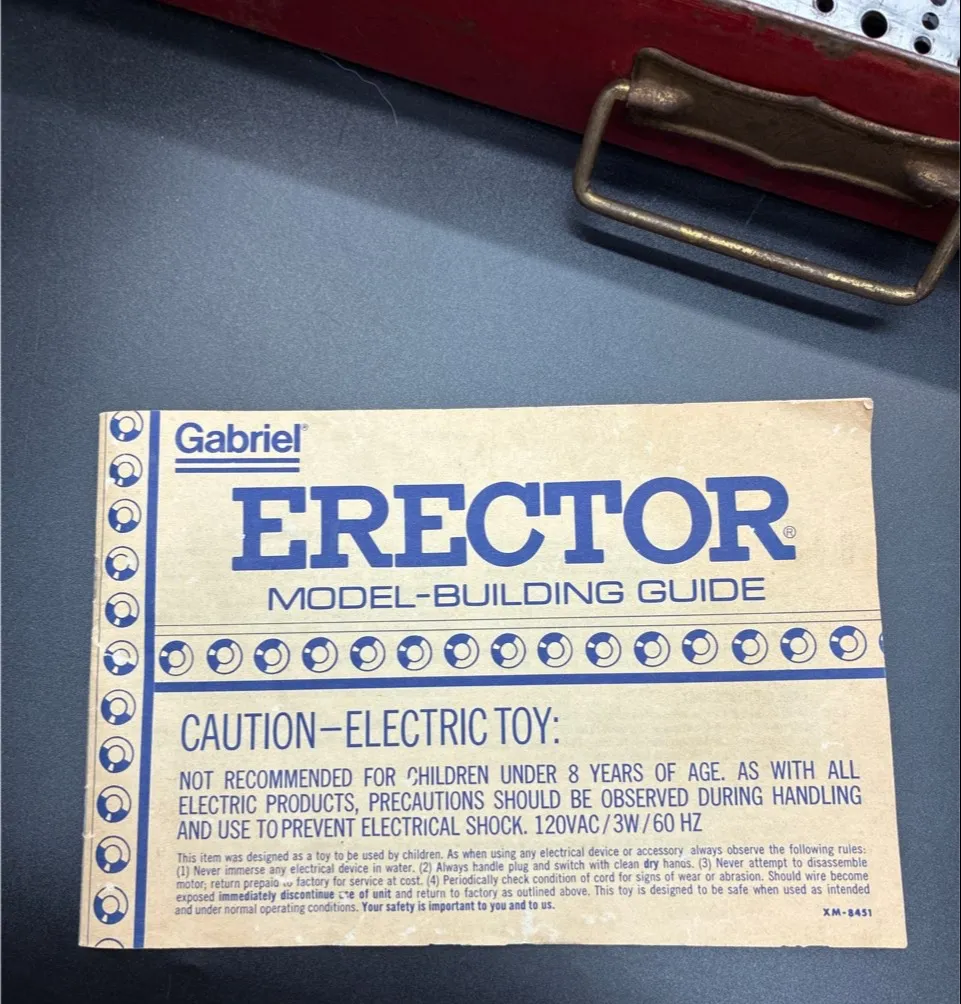 Gabriel®
ERECTOR®
MODEL-BUILDING GUIDE
CAUTION—ELECTRIC TOY:
NOT RECOMMENDED FOR CHILDREN UNDER 8 YEARS OF AGE. AS WITH ALL
ELECTRIC PRODUCTS, PRECAUTIONS SHOULD BE OBSERVED DURING HANDLING
AND USE TO PREVENT ELECTRICAL SHOCK. 120VAC/3W/60 HZ
This item was designed as a toy to be used by children. As when using any electrical device or accessory always observe the following rules:
(1) Never immerse any electrical device in water. (2) Always handle plug and switch with clean dry hands. (3) Never attempt to disassemble
motor; return prepaid to factory for service at cost. (4) Periodically check condition of cord for signs of wear or abrasion. Should wire become
exposed immediately discontinue use of unit and return to factory as outlined above. This toy is designed to be safe when used as intended
and under normal operating conditions. Your safety is important to you and to us.
XM-8451